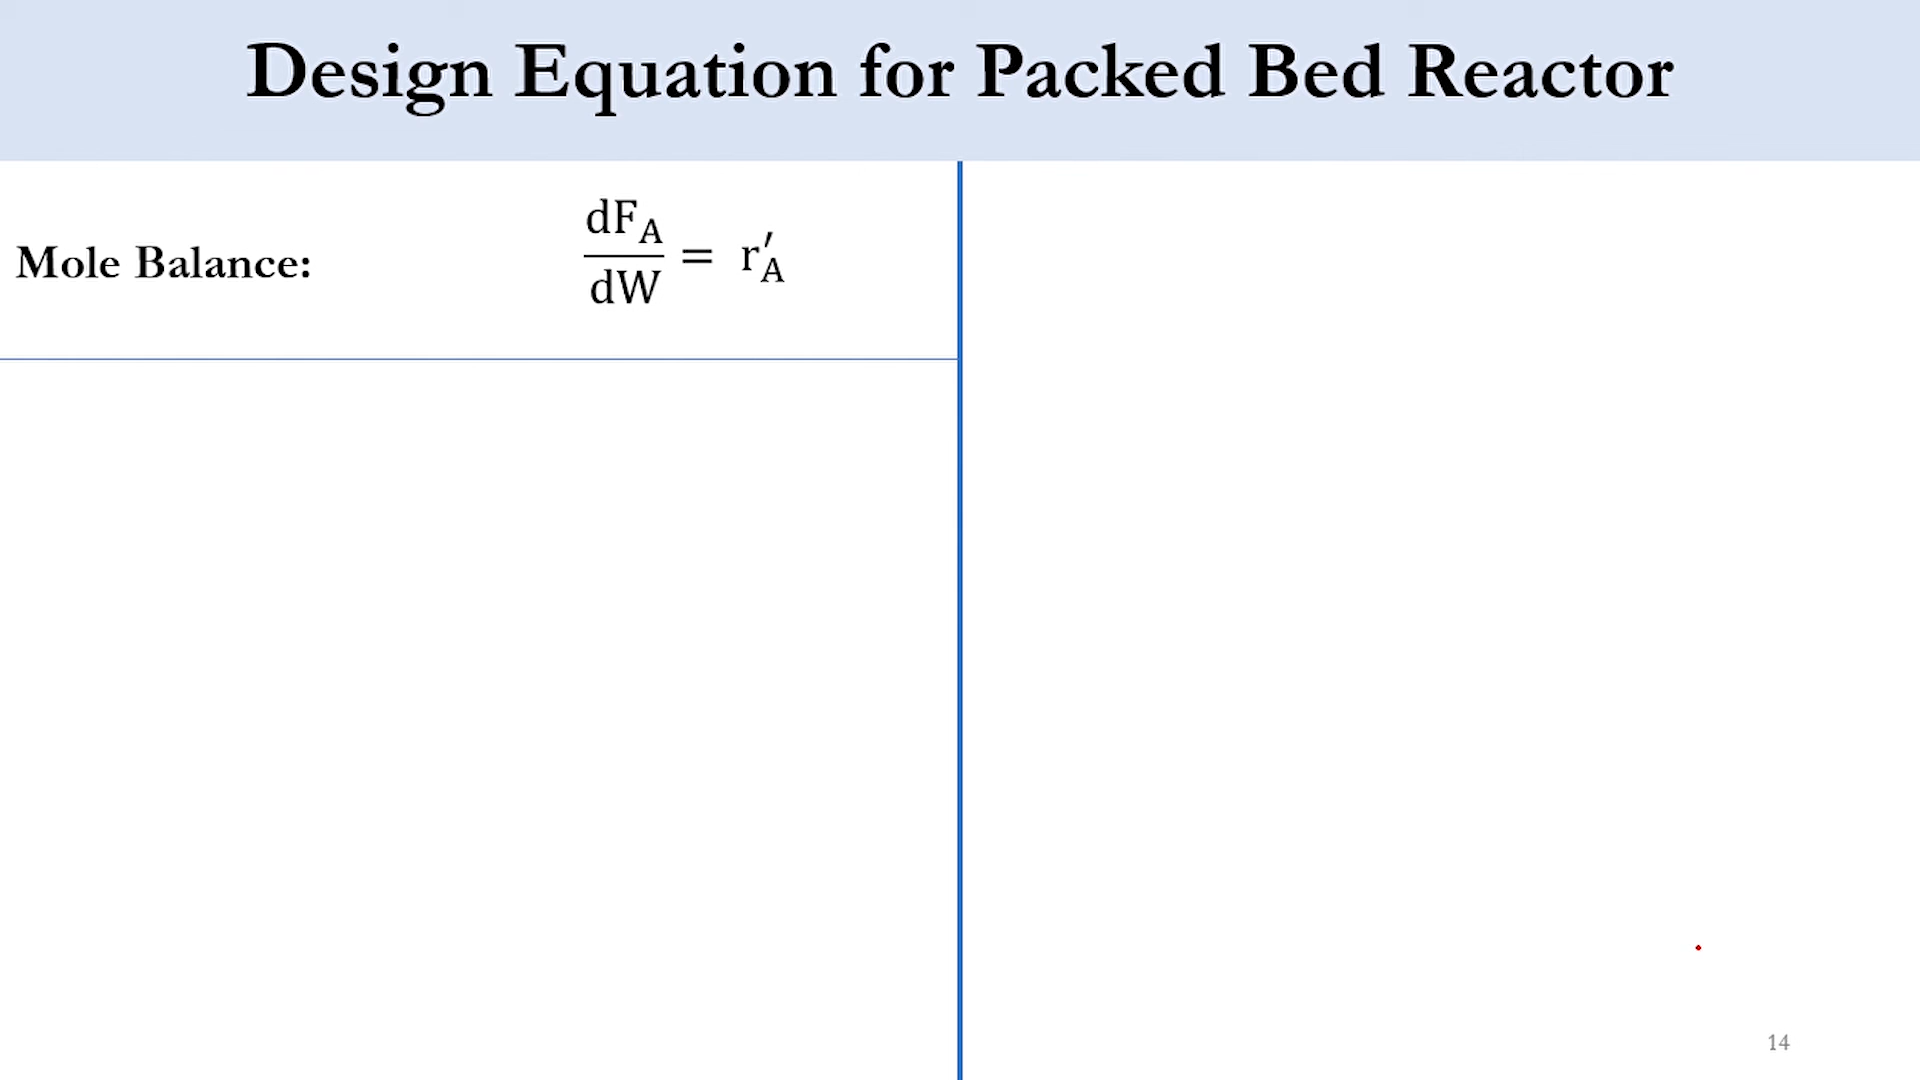 Design Equation for Packed Bed Reactor
Mole Balance:
dF_A/dW = r′_A
14